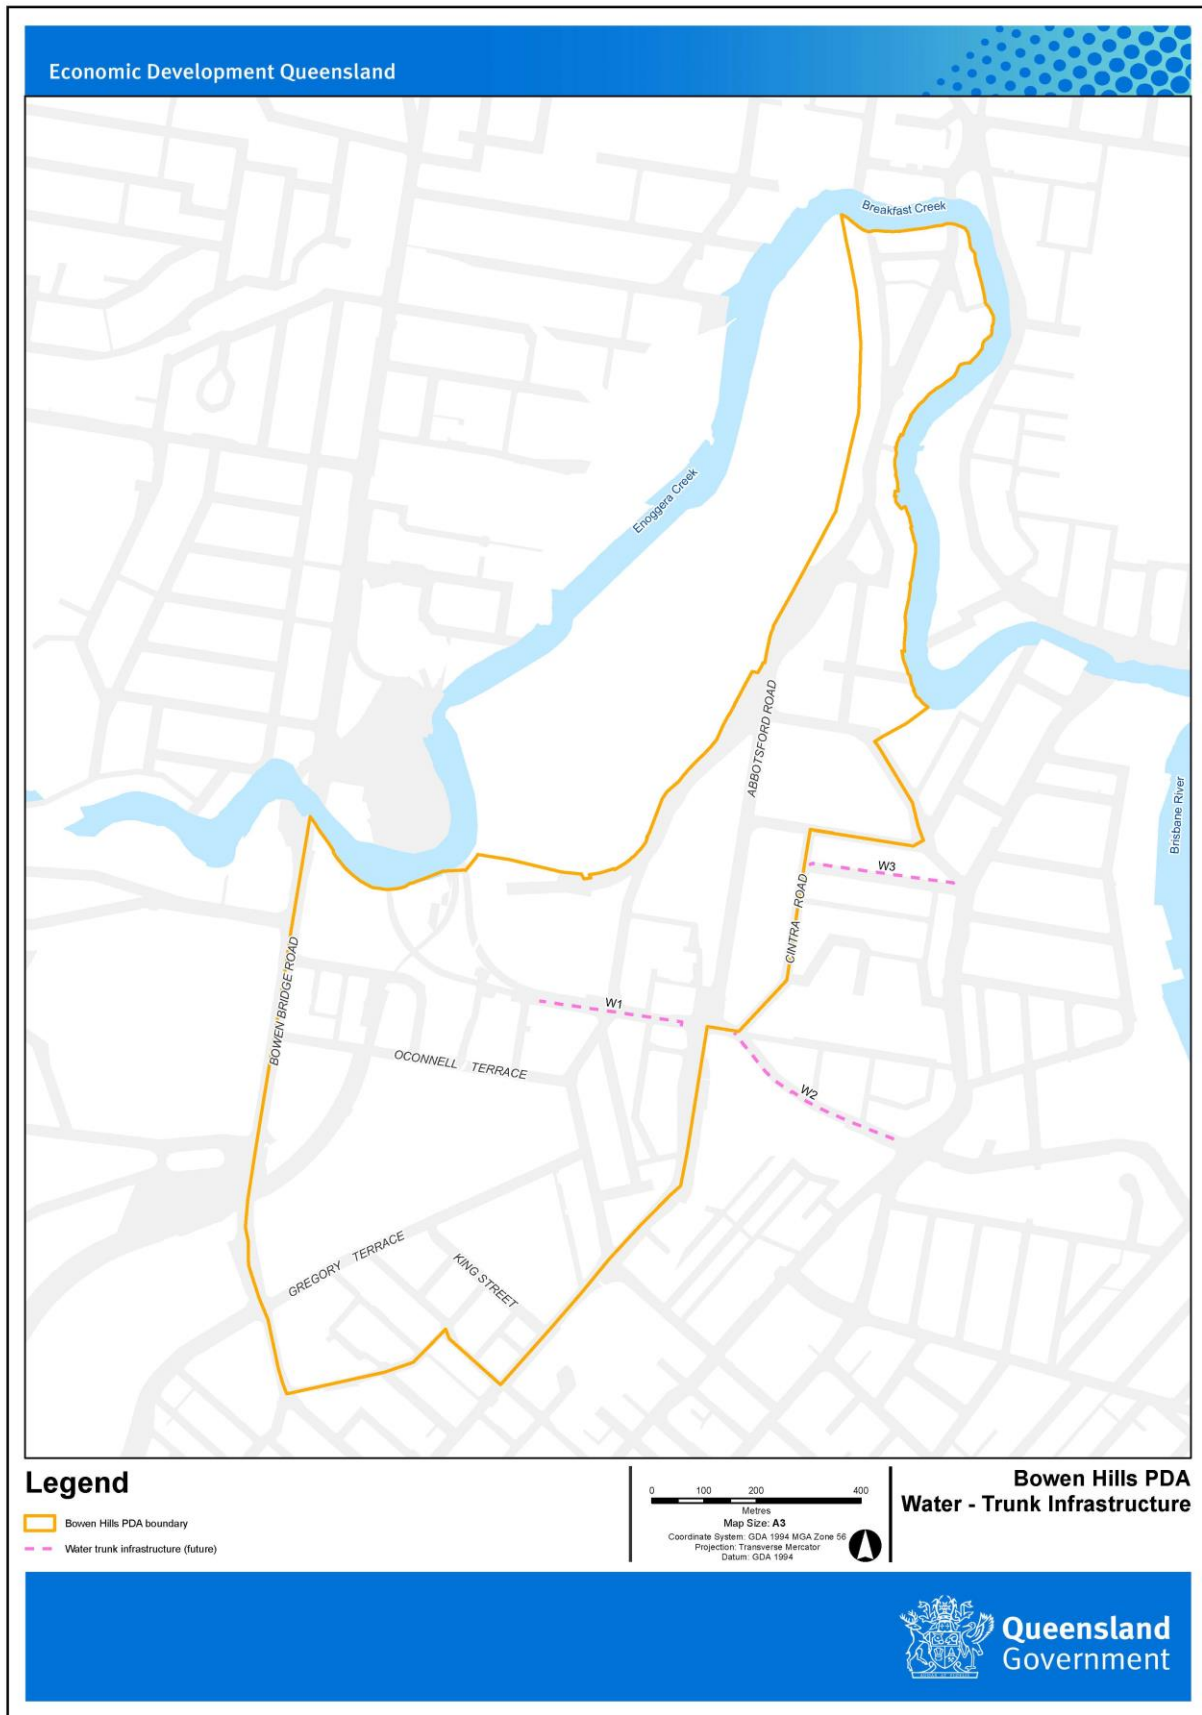 Economic Development Queensland
Breakfast Creek
Enoggera Creek
ABBOTSFORD ROAD
Brisbane River
W3
CINTRA ROAD
BOWEN BRIDGE ROAD
W1
OCONNELL TERRACE
W2
GREGORY TERRACE
KING STREET
Legend
Bowen Hills PDA boundary
Water trunk infrastructure (future)
0 100 200 400
Metres
Map Size: A3
Coordinate System: GDA 1994 MGA Zone 56
Projection: Transverse Mercator
Datum: GDA 1994
Bowen Hills PDA
Water - Trunk Infrastructure
Queensland
Government